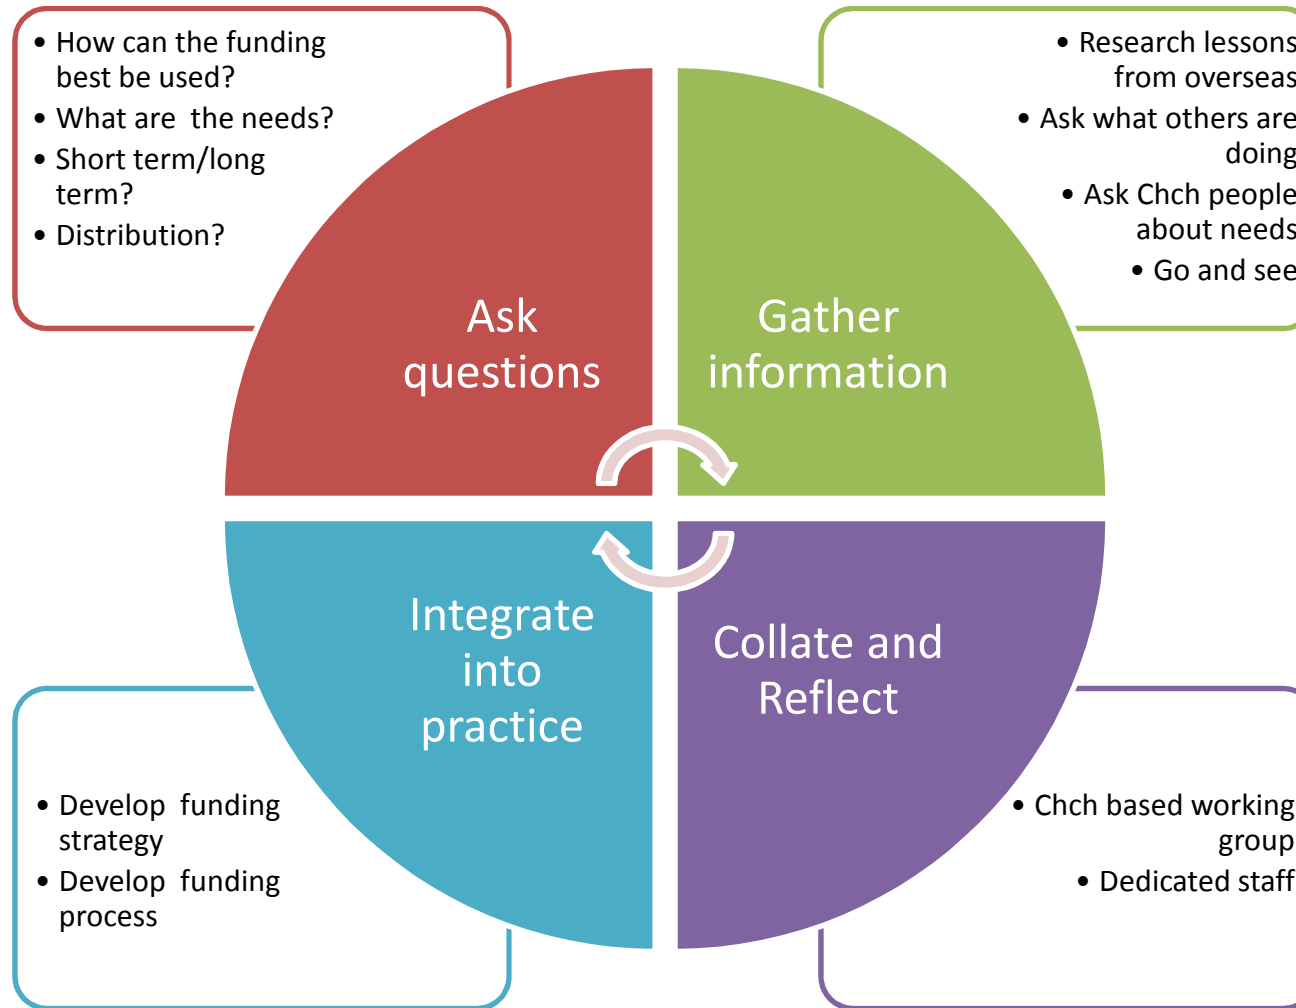 • How can the funding
best be used?
• What are the needs?
• Short term/long
term?
• Distribution?
• Research lessons
from overseas
• Ask what others are
doing
• Ask Chch people
about needs
• Go and see
Ask
questions
Gather
information
Integrate
into
practice
Collate and
Reflect
• Develop funding
strategy
• Develop funding
process
• Chch based working
group
• Dedicated staff